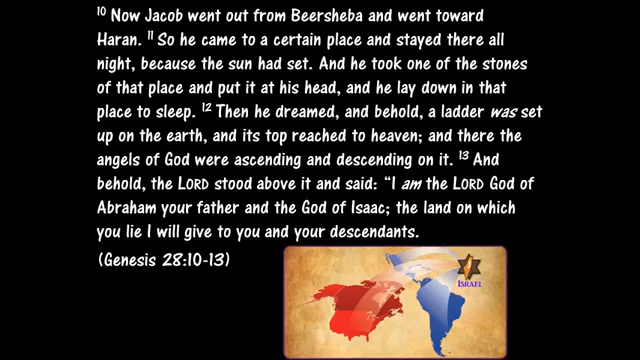 10 Now Jacob went out from Beersheba and went toward
Haran. 11 So he came to a certain place and stayed there all
night, because the sun had set. And he took one of the stones
of that place and put it at his head, and he lay down in that
place to sleep. 12 Then he dreamed, and behold, a ladder was set
up on the earth, and its top reached to heaven; and there the
angels of God were ascending and descending on it. 13 And
behold, the LORD stood above it and said: “I am the LORD God of
Abraham your father and the God of Isaac; the land on which
you lie I will give to you and your descendants.
(Genesis 28:10-13)
ISRAEL